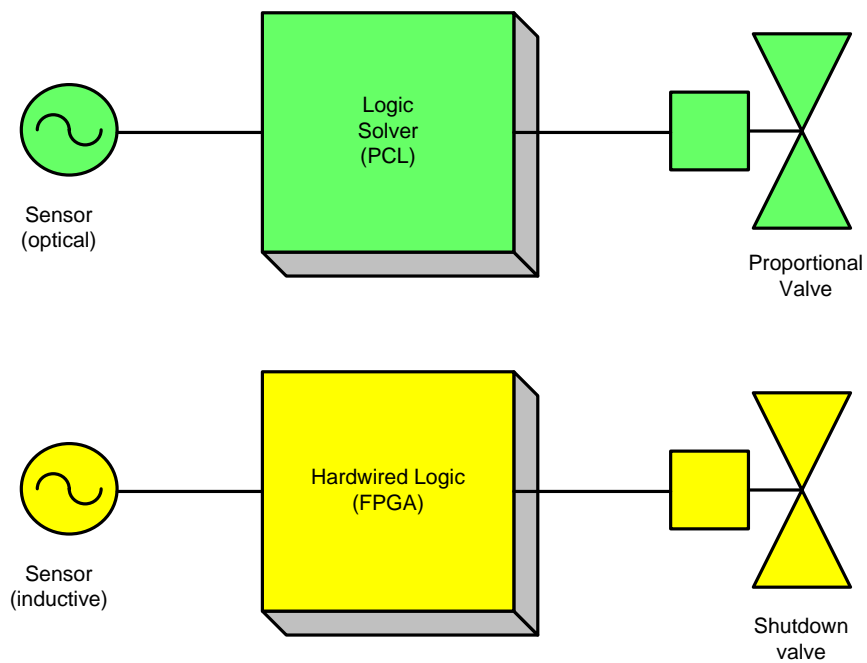 Logic
Solver
(PCL)
Sensor
(optical)
Proportional
Valve
Hardwired Logic
(FPGA)
Sensor
(inductive)
Shutdown
valve